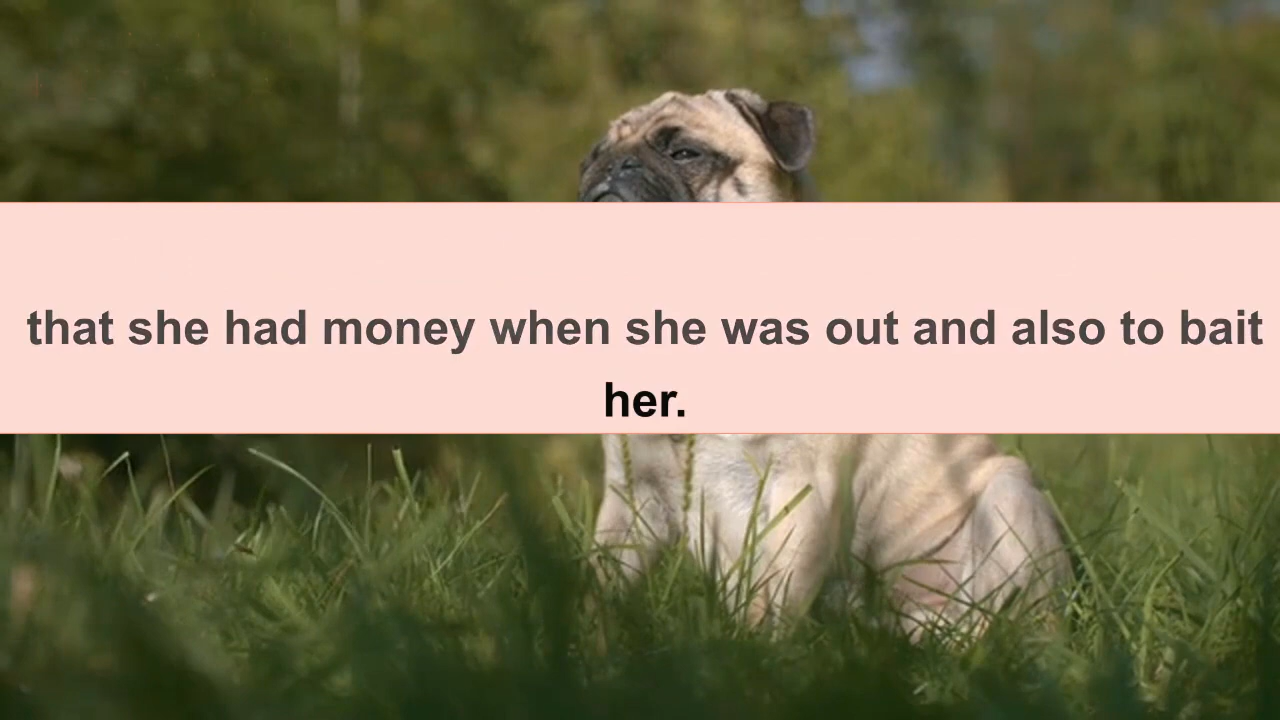 that she had money when she was out and also to bait
her.